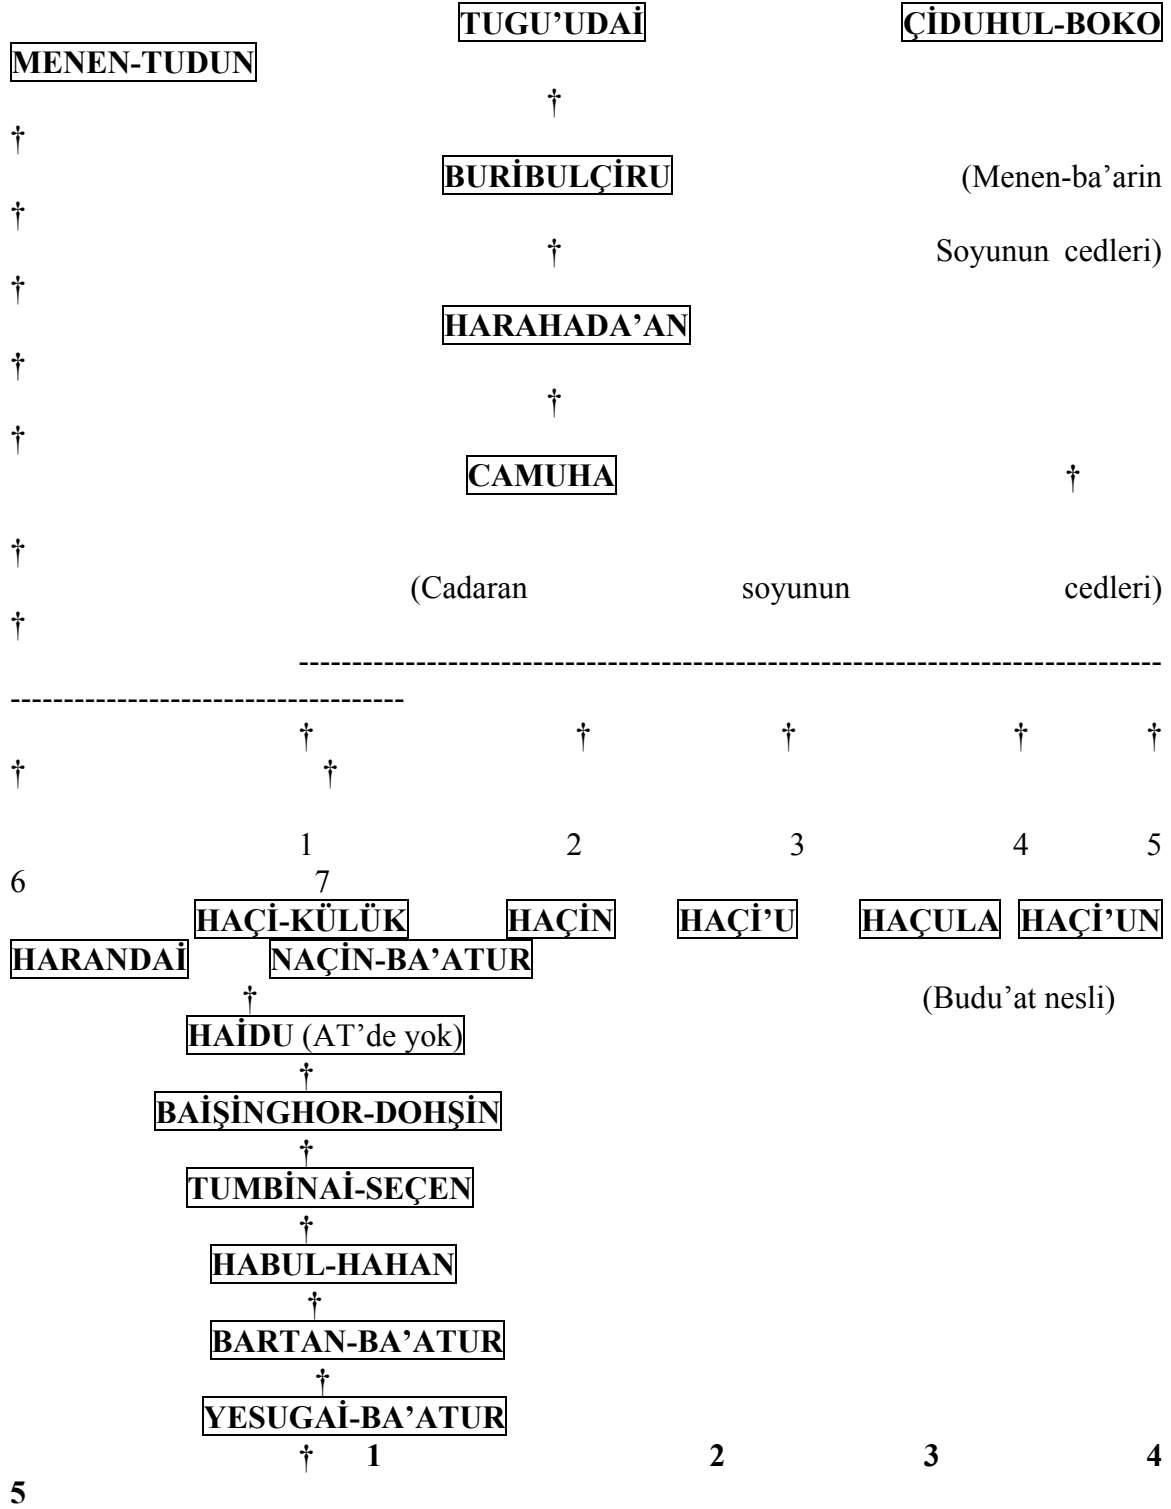 TUGU’UDAİ ÇİDUHUL-BOKO
MENEN-TUDUN
†
†
BURİBULÇİRU (Menen-ba’arin
†
† Soyunun cedleri)
†
HARAHADA’AN
†
†
†
CAMUHA †
†
(Cadaran soyunun cedleri)
†
----------------------------------------------------------------------------------
-------------------------------------
† † † † †
† †
1 2 3 4 5
6 7
HAÇİ-KÜLÜK HAÇİN HAÇİ’U HAÇULA HAÇİ’UN
HARANDAİ NAÇİN-BA’ATUR
† (Budu’at nesli)
HAİDU (AT’de yok)
†
BAİŞİNGHOR-DOHŞİN
†
TUMBİNAİ-SEÇEN
†
HABUL-HAHAN
†
BARTAN-BA’ATUR
†
YESUGAİ-BA’ATUR
† 1 2 3 4
5